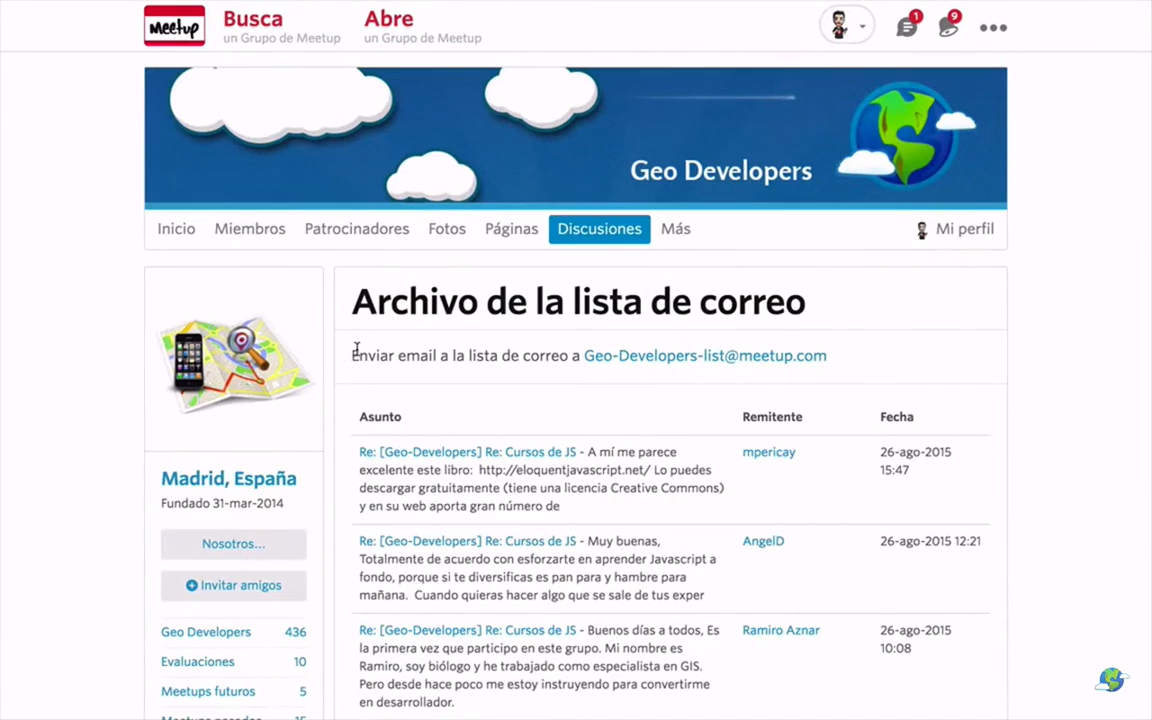 Meetup
Busca
un Grupo de Meetup
Abre
un Grupo de Meetup
1
9
Geo Developers
Inicio Miembros Patrocinadores Fotos Páginas Discusiones Más Mi perfil
Madrid, España
Fundado 31-mar-2014
Nosotros...
Invitar amigos
Geo Developers 436
Evaluaciones 10
Meetups futuros 5
Archivo de la lista de correo
Enviar email a la lista de correo a Geo-Developers-list@meetup.com
Asunto Remitente Fecha
Re: [Geo-Developers] Re: Cursos de JS - A mí me parece
excelente este libro: http://eloquentjavascript.net/ Lo puedes
descargar gratuitamente (tiene una licencia Creative Commons)
y en su web aporta gran número de
mpericay
26-ago-2015
15:47
Re: [Geo-Developers] Re: Cursos de JS - Muy buenas,
Totalmente de acuerdo con esforzarte en aprender Javascript a
fondo, porque si te diversificas es pan para y hambre para
mañana. Cuando quieras hacer algo que se sale de tus exper
AngelD
26-ago-2015 12:21
Re: [Geo-Developers] Re: Cursos de JS - Buenos días a todos, Es
la primera vez que participo en este grupo. Mi nombre es
Ramiro, soy biólogo y he trabajado como especialista en GIS.
Pero desde hace poco me estoy instruyendo para convertirme
en desarrollador.
Ramiro Aznar
26-ago-2015
10:08